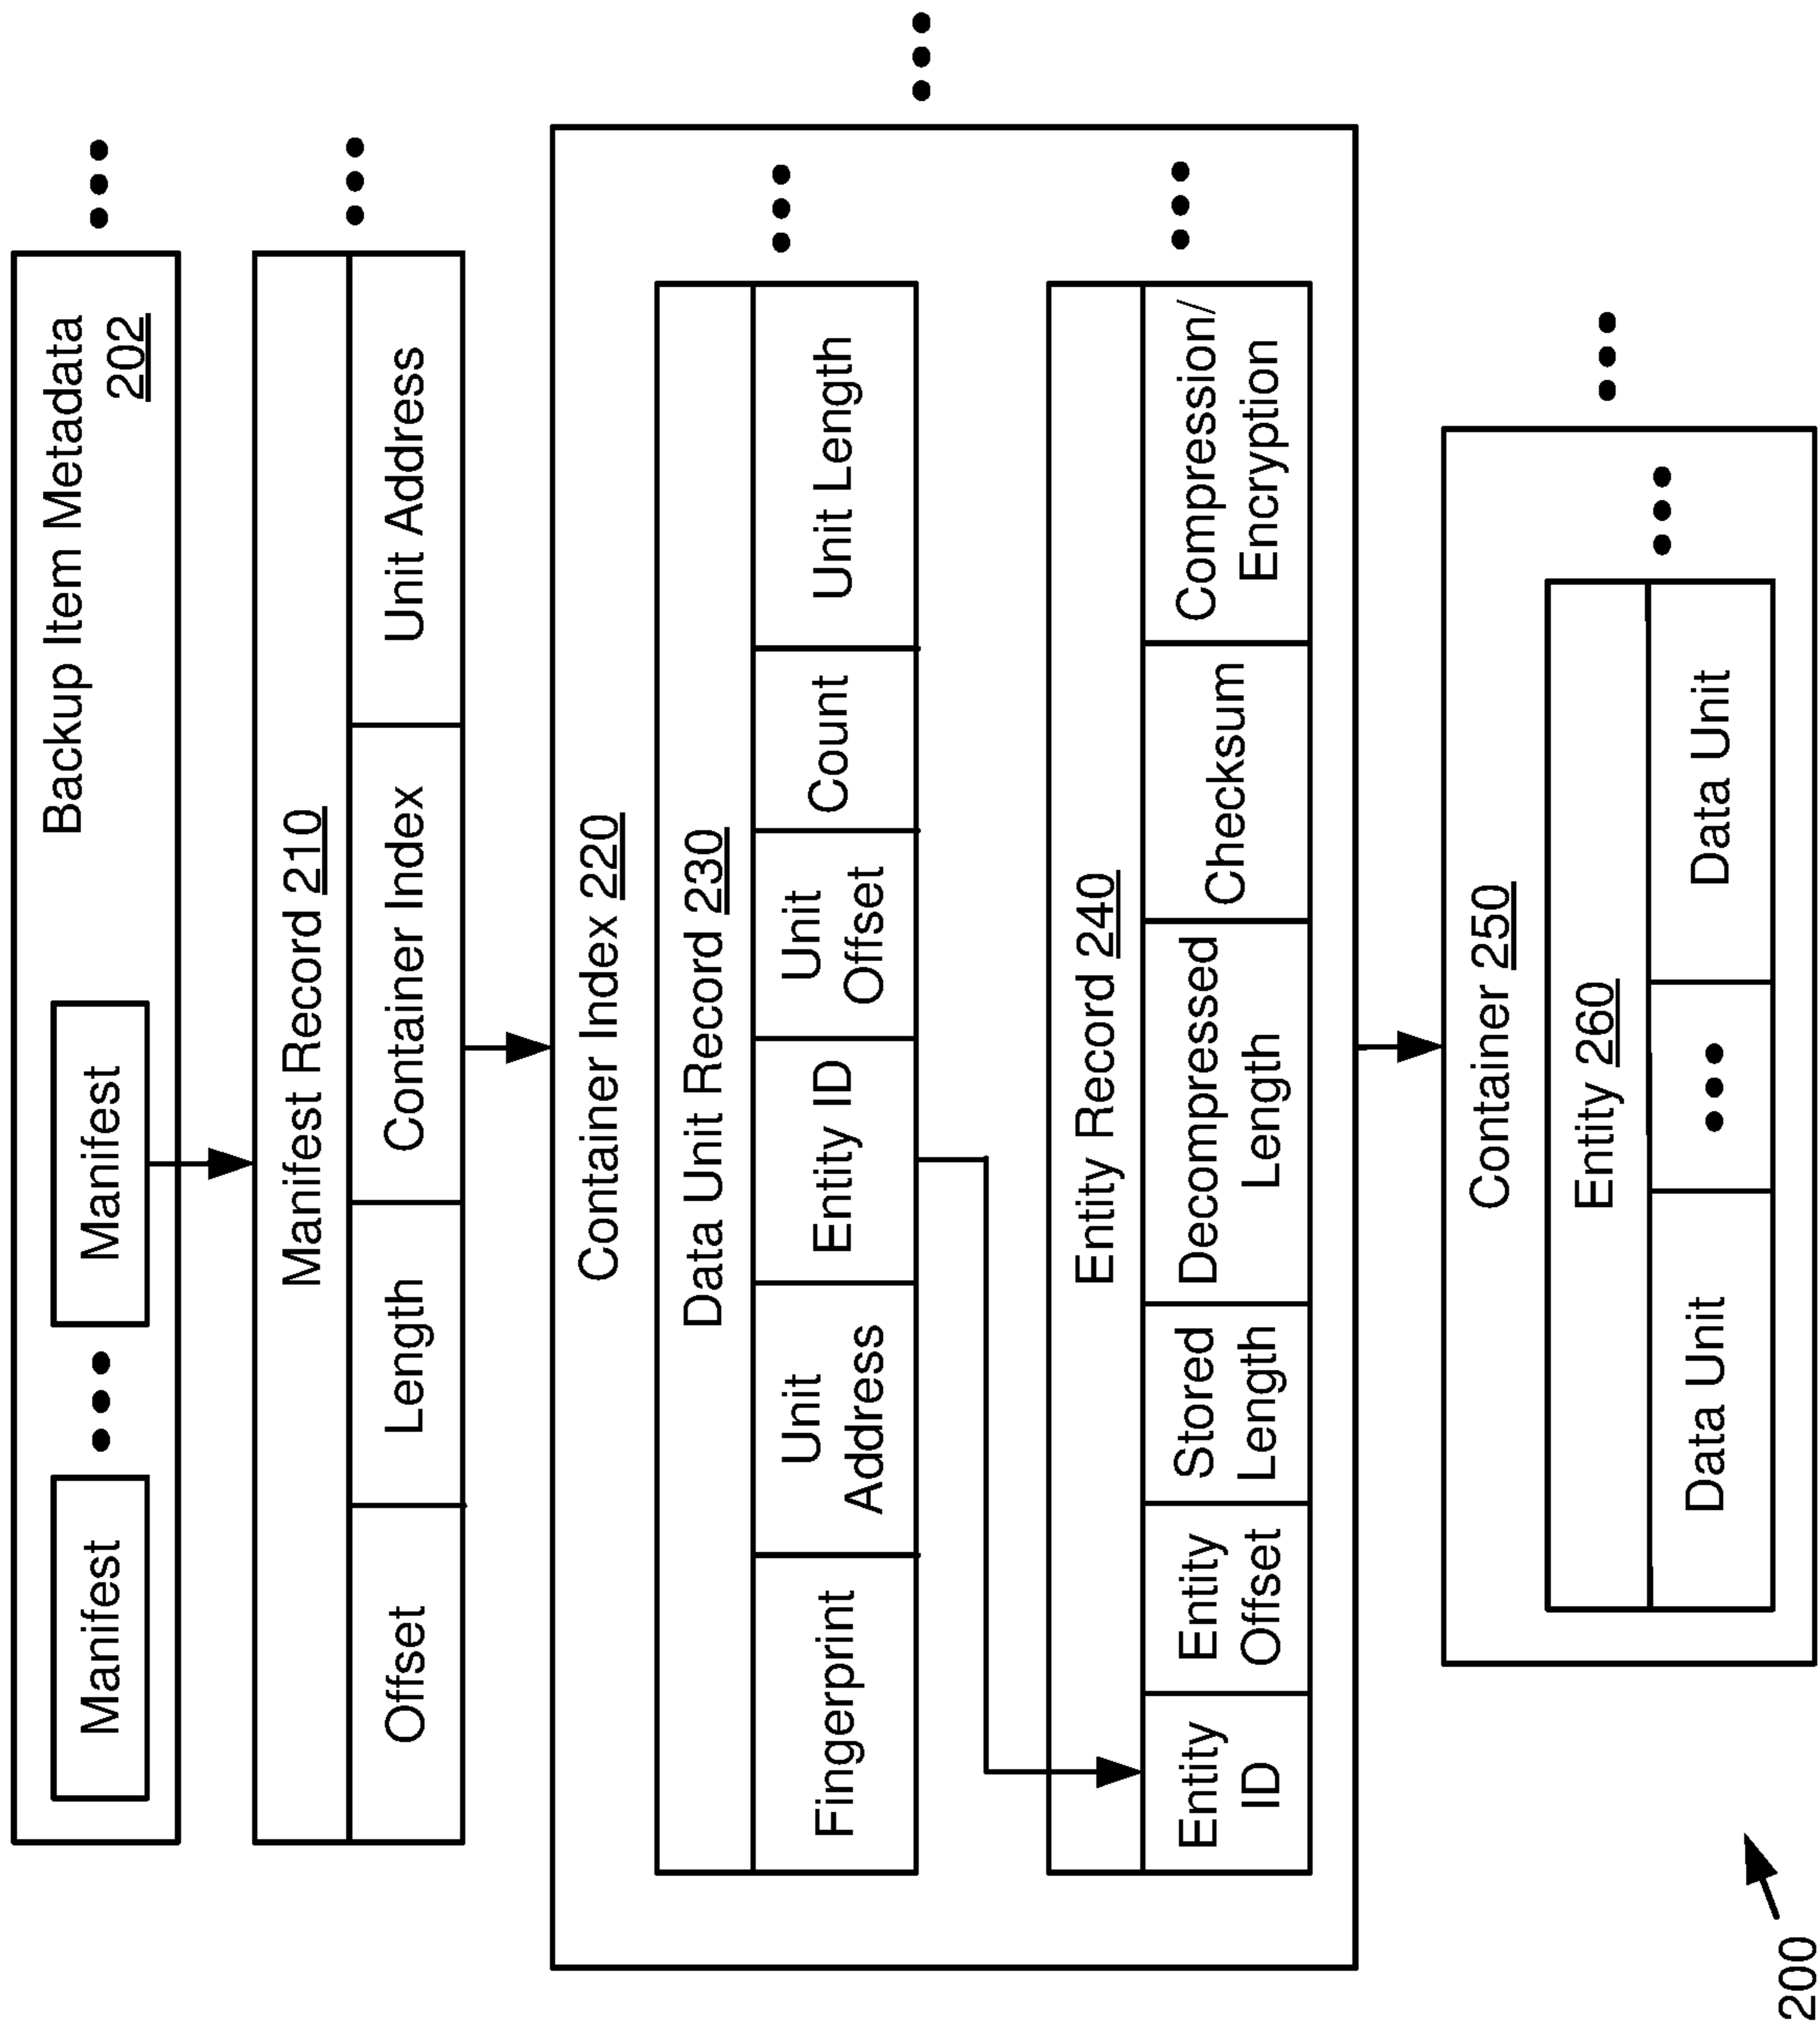 Manifest
Manifest
Backup Item Metadata
202
Manifest Record 210
Offset
Length
Container Index
Unit Address
Container Index 220
Data Unit Record 230
Fingerprint
Unit
Address
Entity ID
Unit
Offset
Count
Unit Length
Entity Record 240
Entity
ID
Entity
Offset
Stored
Length
Decompressed
Length
Checksum
Compression/
Encryption
Container 250
Entity 260
Data Unit
Data Unit
200